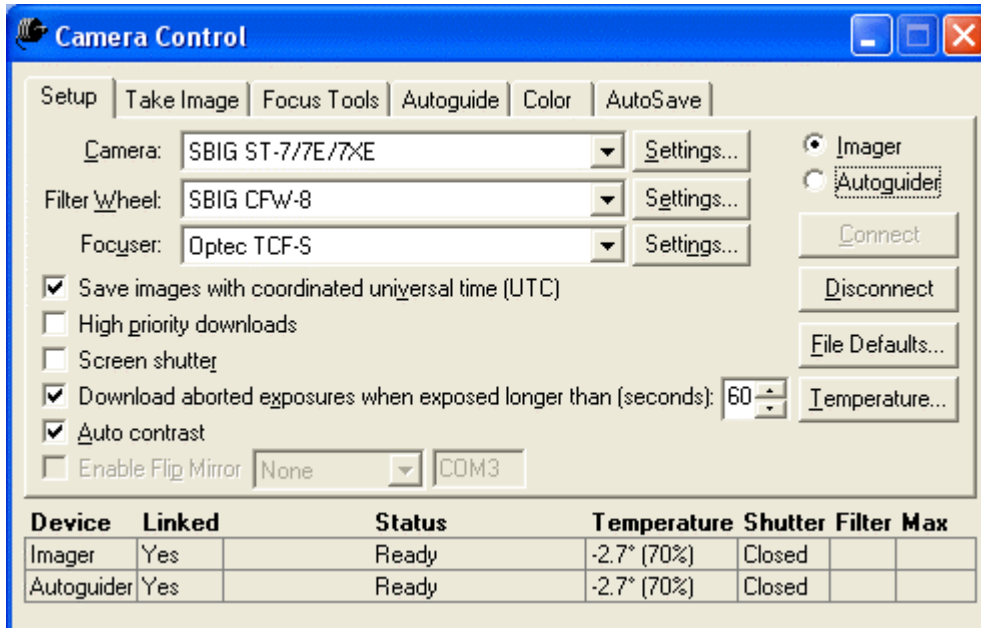 Camera Control
Setup Take Image Focus Tools Autoguide Color AutoSave
Camera: SBIG ST-7/7E/7XE Settings... Imager
Filter Wheel: SBIG CFW-8 Settings... Autoguider
Focuser: Optec TCF-S Settings... Connect
Save images with coordinated universal time (UTC) Disconnect
High priority downloads
Screen shutter File Defaults...
Download aborted exposures when exposed longer than (seconds): 60 Temperature...
Auto contrast
Enable Flip Mirror None COM3
Device Linked Status Temperature Shutter Filter Max
Imager Yes Ready -2.7° (70%) Closed
Autoguider Yes Ready -2.7° (70%) Closed